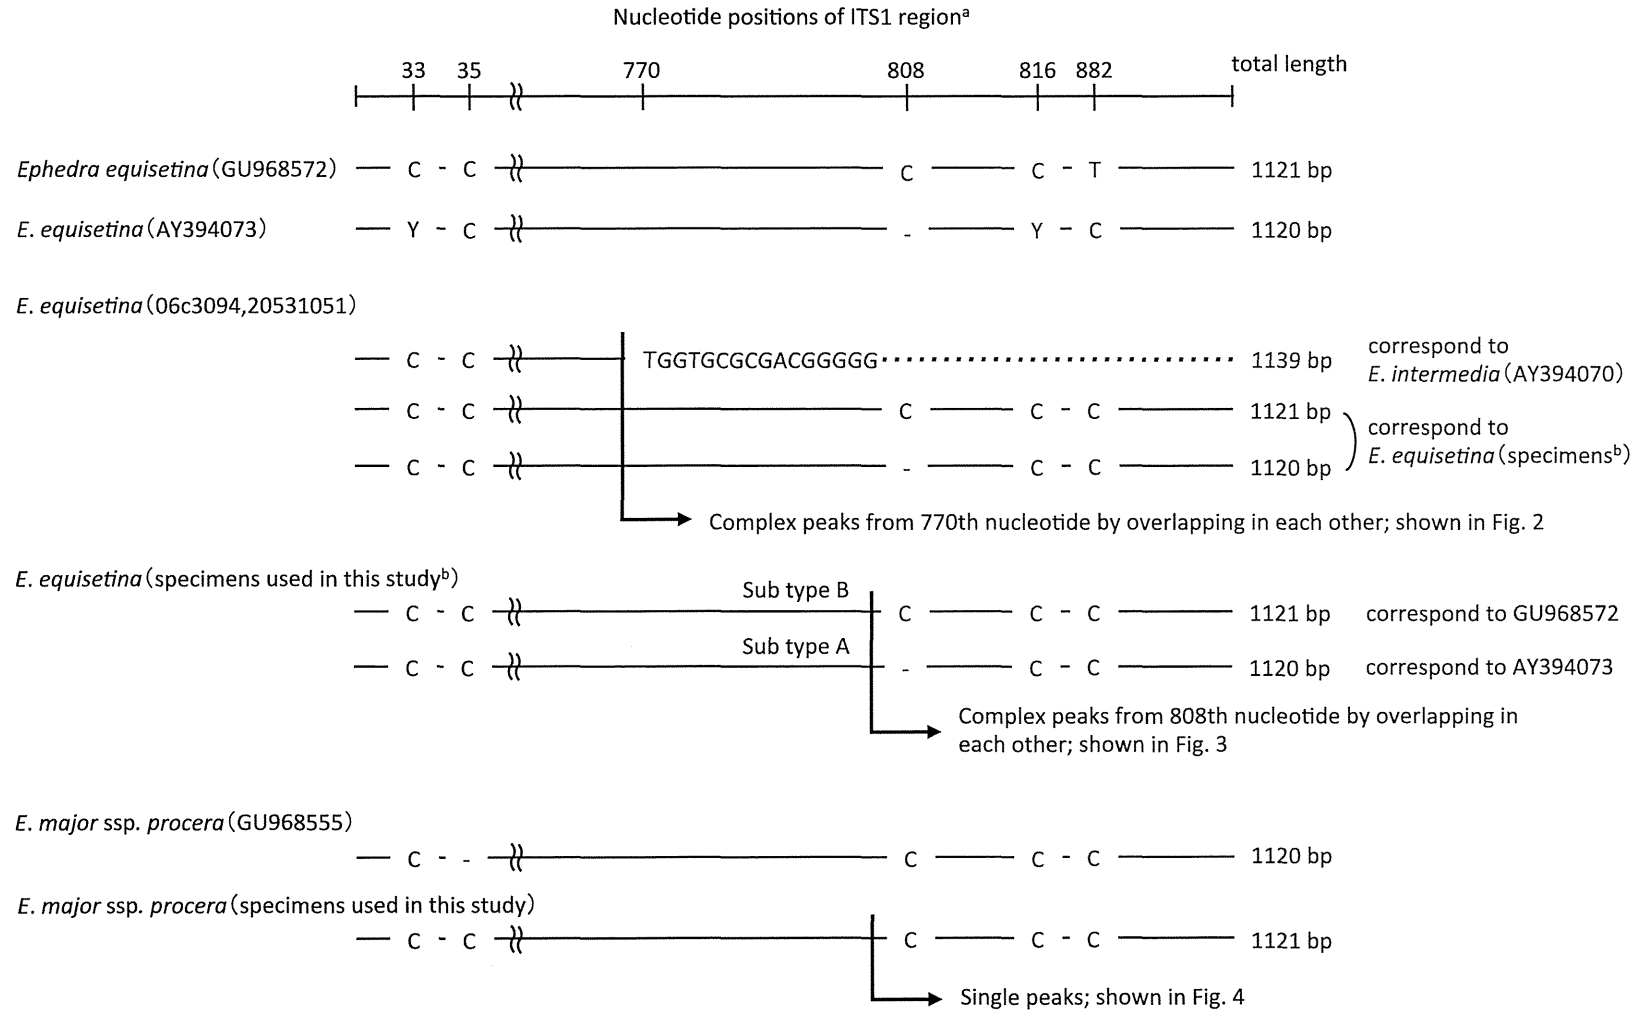 Nucleotide positions of ITS1 regionª
33 35 770 808 816 882 total length
Ephedra equisetina (GU968572) C - C C C - T 1121 bp
E. equisetina (AY394073) Y - C - Y - C 1120 bp
E. equisetina (06c3094,20531051)
C - C TGGTGCGCGACGGGGG 1139 bp correspond to
E. intermedia (AY394070)
C - C C C - C 1121 bp
correspond to
E. equisetina (specimensᵇ)
C - C - C - C 1120 bp
Complex peaks from 770th nucleotide by overlapping in each other; shown in Fig. 2
E. equisetina (specimens used in this studyᵇ)
Sub type B
C - C C C - C 1121 bp correspond to GU968572
Sub type A
C - C - C - C 1120 bp correspond to AY394073
Complex peaks from 808th nucleotide by overlapping in
each other; shown in Fig. 3
E. major ssp. procera (GU968555)
C - - C C - C 1120 bp
E. major ssp. procera (specimens used in this study)
C - C C C - C 1121 bp
Single peaks; shown in Fig. 4